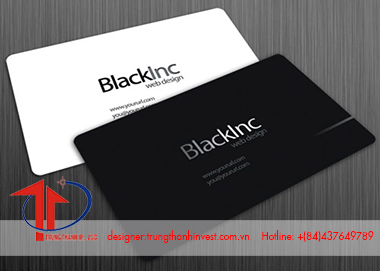 BlackInc
web design
www.yoururl.com
you@yoururl.com
BlackInc
web design
www.yoururl.com
you@yoururl.com
designer.trungthanhinvest.com.vn
Hotline: +(84)437649789